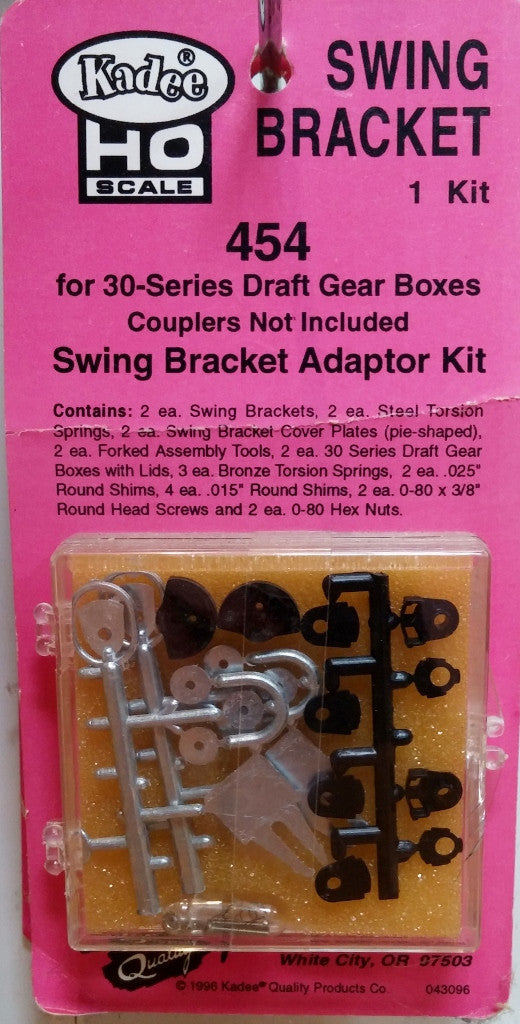 Kadee®
HO
SCALE
SWING
BRACKET
1 Kit
454
for 30-Series Draft Gear Boxes
Couplers Not Included
Swing Bracket Adaptor Kit
Contains: 2 ea. Swing Brackets, 2 ea. Steel Torsion
Springs, 2 ea. Swing Bracket Cover Plates (pie-shaped),
2 ea. Forked Assembly Tools, 2 ea. 30 Series Draft Gear
Boxes with Lids, 3 ea. Bronze Torsion Springs, 2 ea. .025"
Round Shims, 4 ea. .015" Round Shims, 2 ea. 0-80 x 3/8"
Round Head Screws and 2 ea. 0-80 Hex Nuts.
Quality
White City, OR 97503
© 1996 Kadee® Quality Products Co. 043096